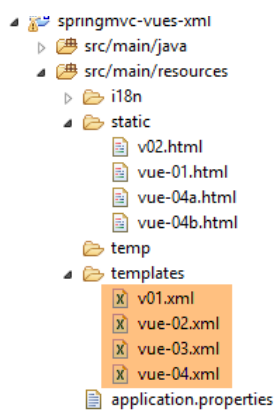 springmvc-vues-xml
src/main/java
src/main/resources
i18n
static
v02.html
vue-01.html
vue-04a.html
vue-04b.html
temp
templates
v01.xml
vue-02.xml
vue-03.xml
vue-04.xml
application.properties